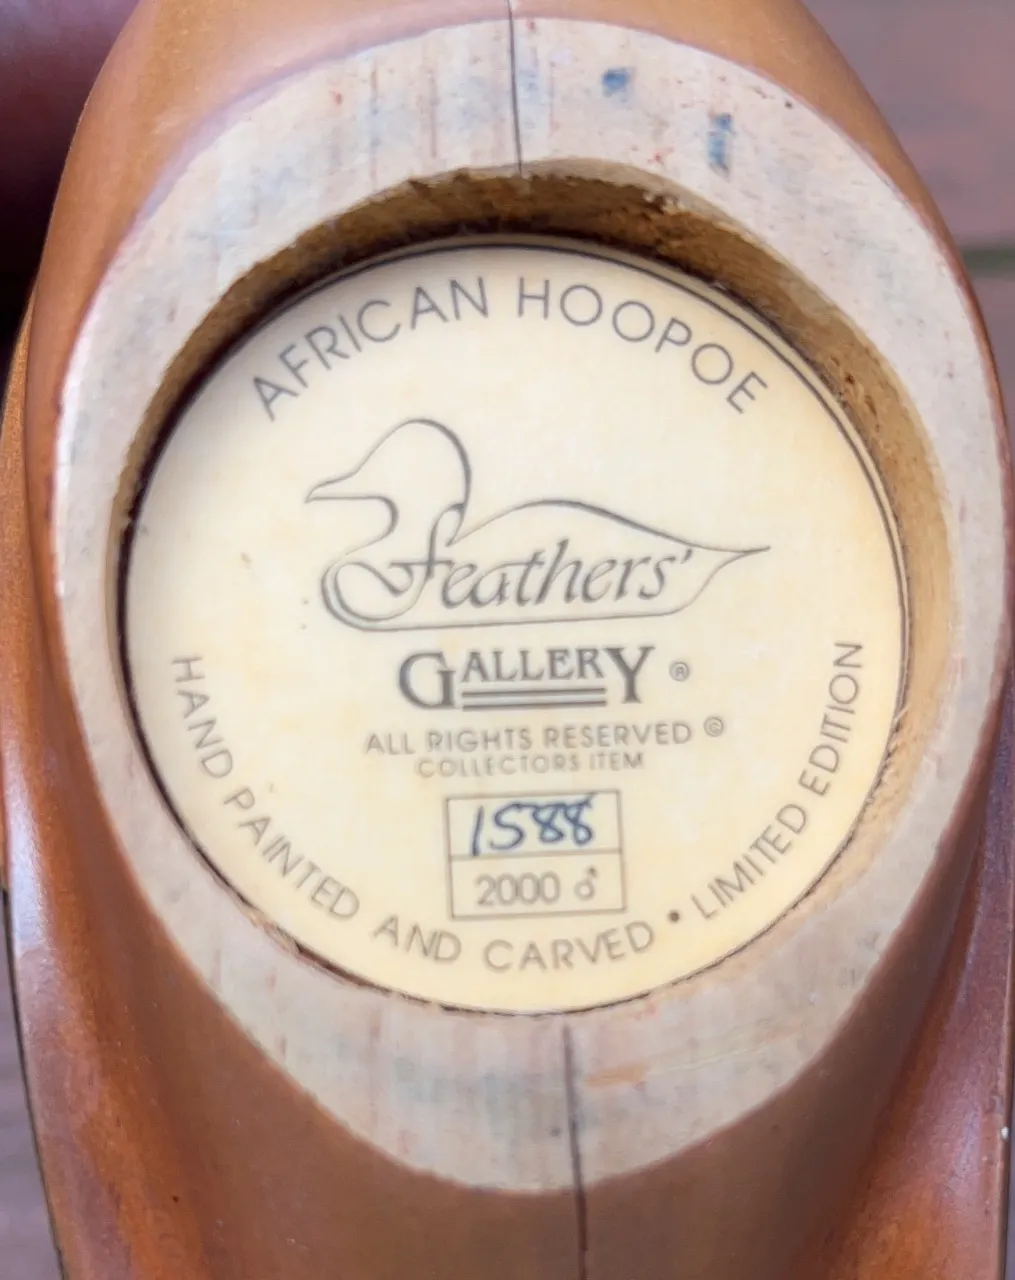 AFRICAN HOOPOE
Feathers'
GALLERY ®
ALL RIGHTS RESERVED ©
COLLECTORS ITEM
1588
2000 ♂
HAND PAINTED AND CARVED • LIMITED EDITION